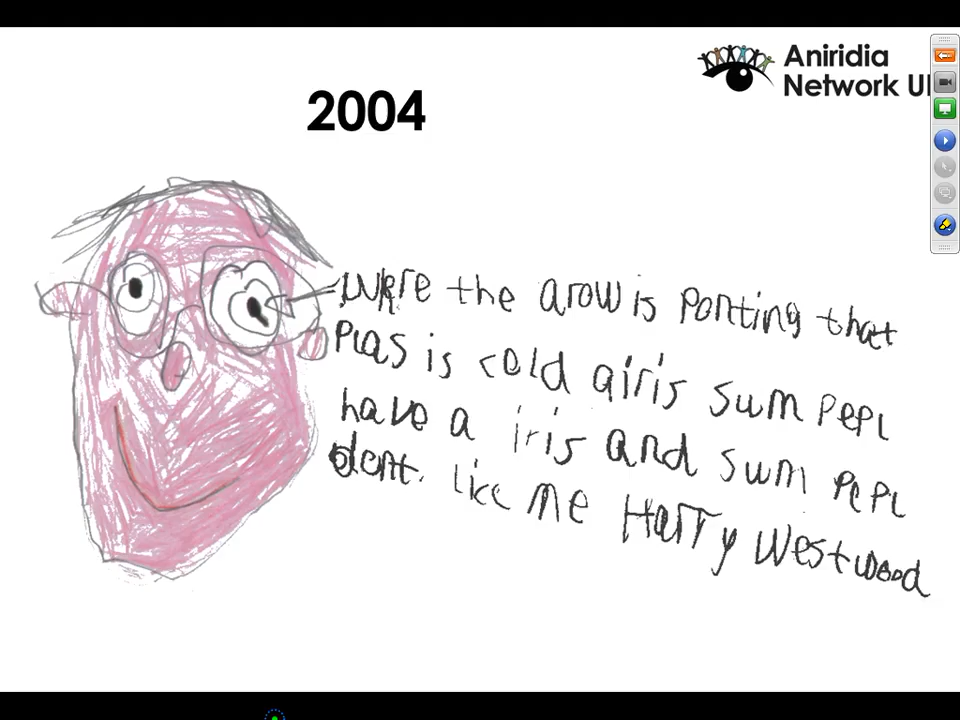 Aniridia
Network U
2004
were the arow is ponting that
plas is cold airis sum pepl
have a iris and sum pepl
dont. like me Harry Westwood